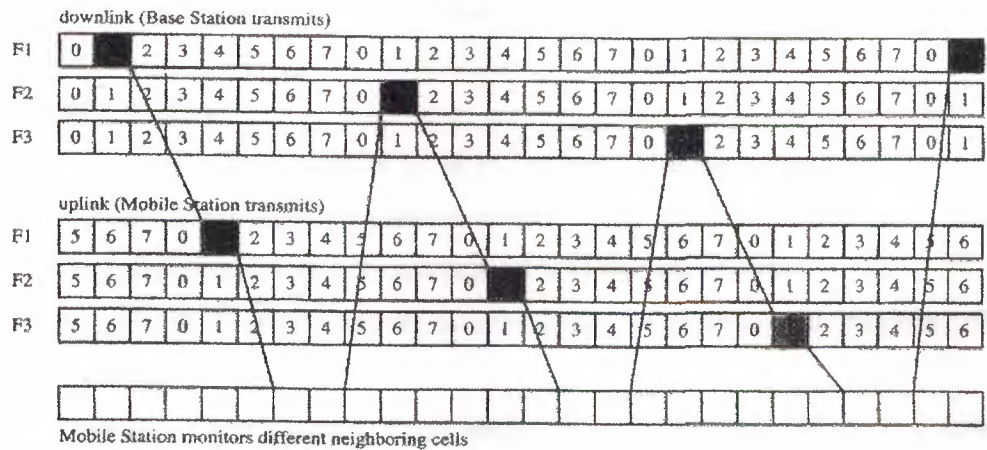 downlink (Base Station transmits)
F1 0 2 3 4 5 6 7 0 1 2 3 4 5 6 7 0 1 2 3 4 5 6 7 0
F2 0 1 2 3 4 5 6 7 0 2 3 4 5 6 7 0 1 2 3 4 5 6 7 0 1
F3 0 1 2 3 4 5 6 7 0 1 2 3 4 5 6 7 0 2 3 4 5 6 7 0 1
uplink (Mobile Station transmits)
F1 5 6 7 0 2 3 4 5 6 7 0 1 2 3 4 5 6 7 0 1 2 3 4 5 6
F2 5 6 7 0 1 2 3 4 5 6 7 0 2 3 4 5 6 7 0 1 2 3 4 5 6
F3 5 6 7 0 1 2 3 4 5 6 7 0 1 2 3 4 5 6 7 0 2 3 4 5 6
Mobile Station monitors different neighboring cells